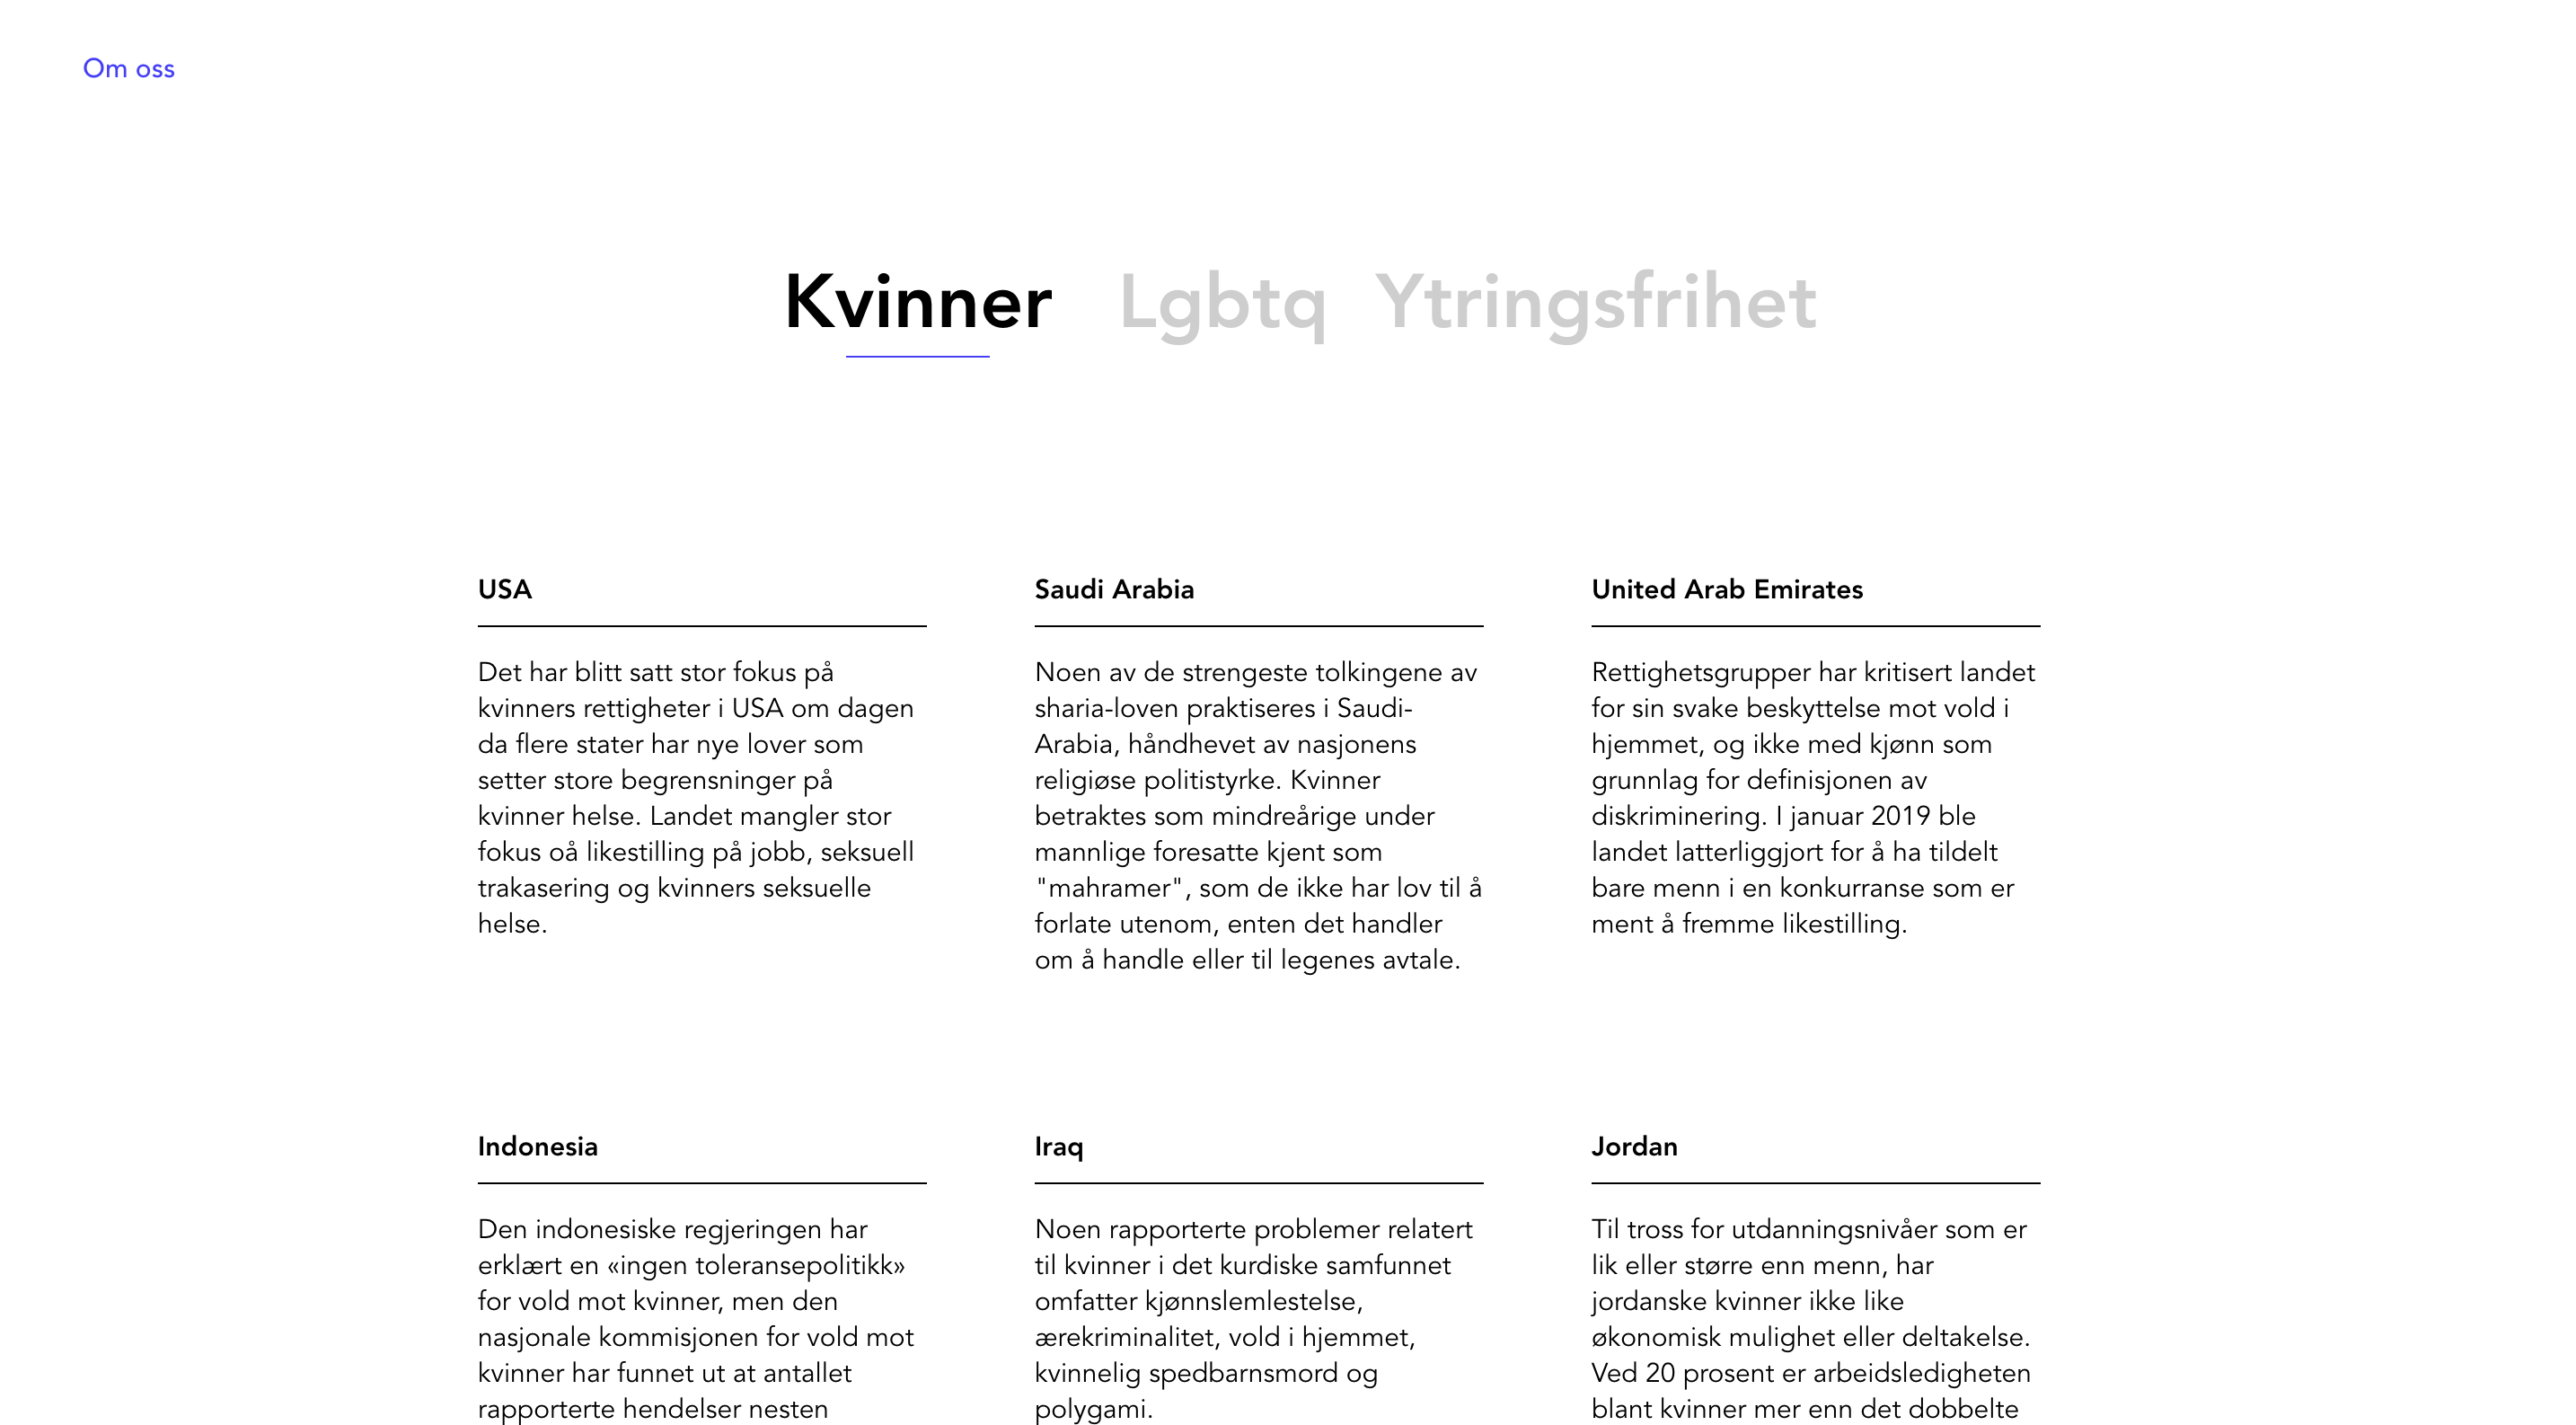 Om oss
Kvinner Lgbtq Ytringsfrihet
USA
Det har blitt satt stor fokus på
kvinners rettigheter i USA om dagen
da flere stater har nye lover som
setter store begrensninger på
kvinner helse. Landet mangler stor
fokus oå likestilling på jobb, seksuell
trakasering og kvinners seksuelle
helse.
Saudi Arabia
Noen av de strengeste tolkingene av
sharia-loven praktiseres i Saudi-
Arabia, håndhevet av nasjonens
religiøse politistyrke. Kvinner
betraktes som mindreårige under
mannlige foresatte kjent som
"mahramer", som de ikke har lov til å
forlate utenom, enten det handler
om å handle eller til legenes avtale.
United Arab Emirates
Rettighetsgrupper har kritisert landet
for sin svake beskyttelse mot vold i
hjemmet, og ikke med kjønn som
grunnlag for definisjonen av
diskriminering. I januar 2019 ble
landet latterliggjort for å ha tildelt
bare menn i en konkurranse som er
ment å fremme likestilling.
Indonesia
Den indonesiske regjeringen har
erklært en «ingen toleransepolitikk»
for vold mot kvinner, men den
nasjonale kommisjonen for vold mot
kvinner har funnet ut at antallet
rapporterte hendelser nesten
Iraq
Noen rapporterte problemer relatert
til kvinner i det kurdiske samfunnet
omfatter kjønnslemlestelse,
ærekriminalitet, vold i hjemmet,
kvinnelig spedbarnsmord og
polygami.
Jordan
Til tross for utdanningsnivåer som er
lik eller større enn menn, har
jordanske kvinner ikke like
økonomisk mulighet eller deltakelse.
Ved 20 prosent er arbeidsledigheten
blant kvinner mer enn det dobbelte